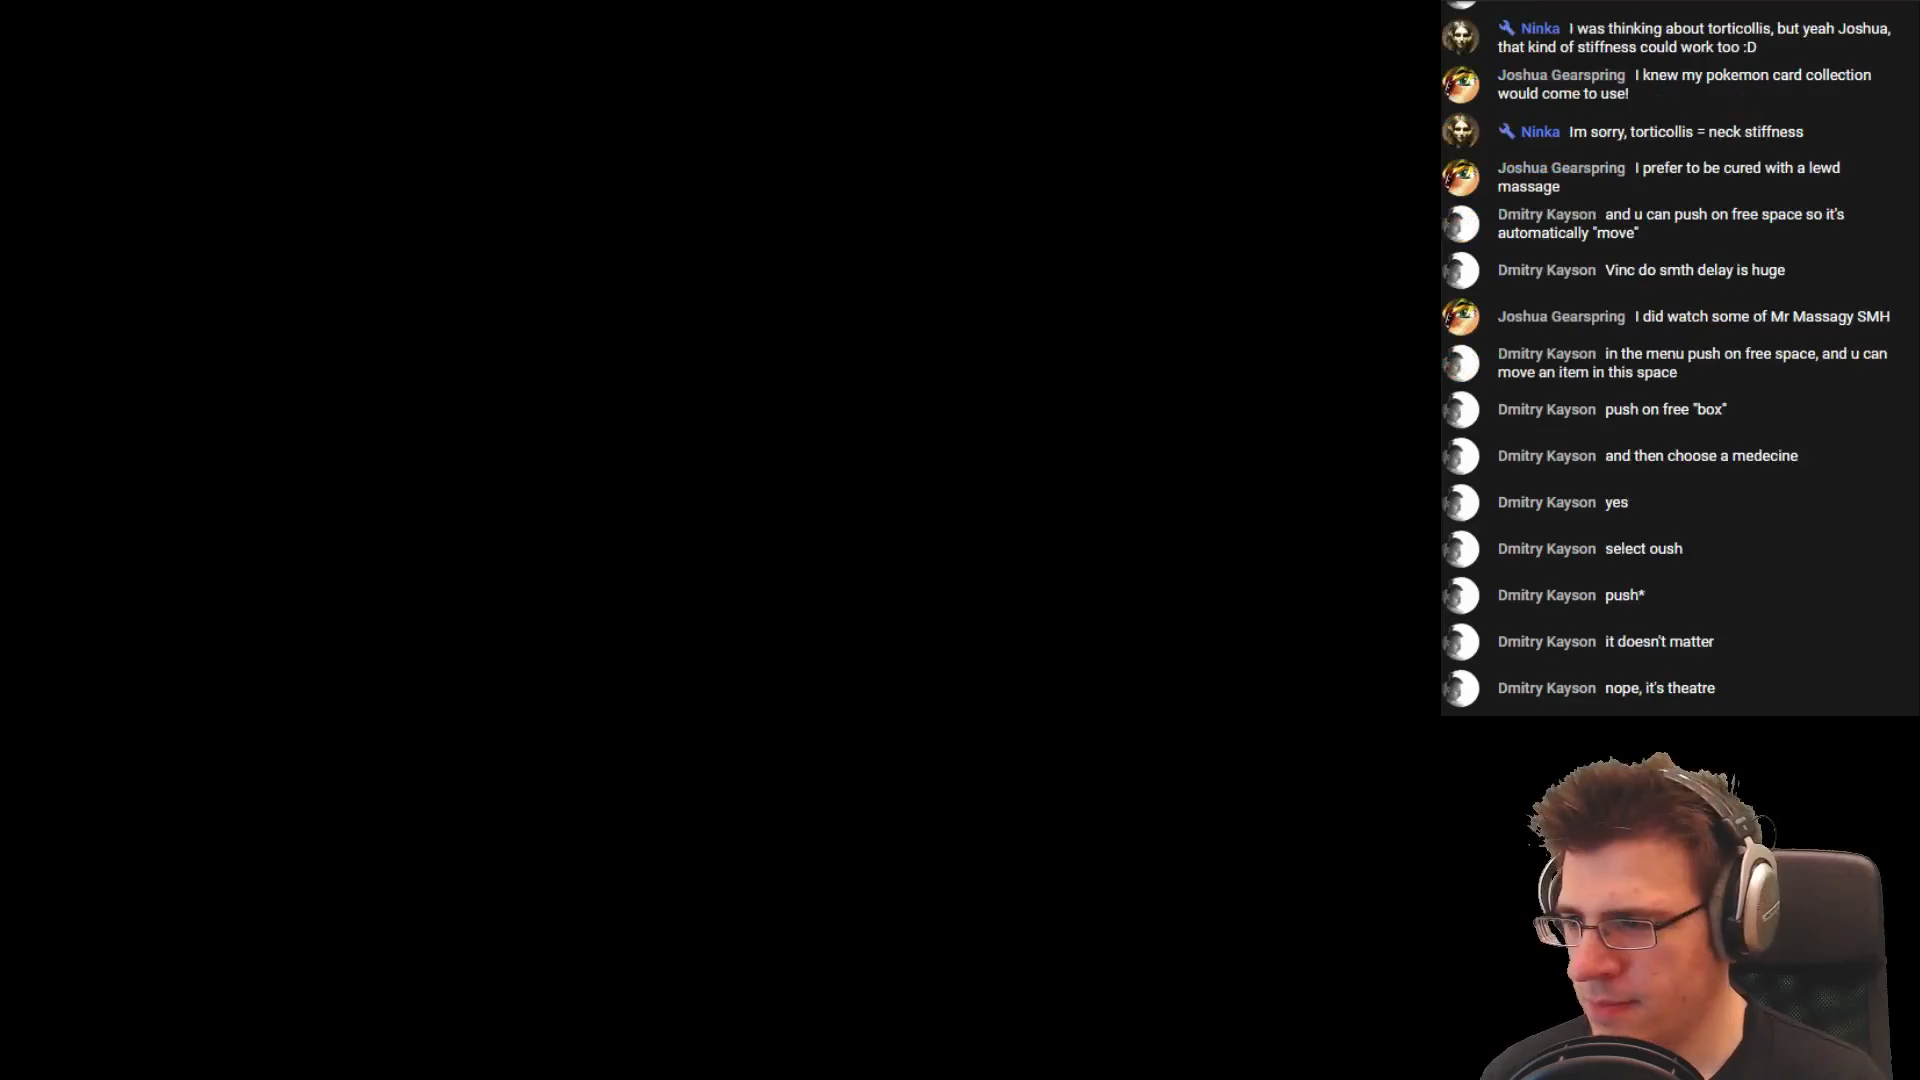 Ninka I was thinking about torticollis, but yeah Joshua,
that kind of stiffness could work too :D
Joshua Gearspring I knew my pokemon card collection
would come to use!
Ninka Im sorry, torticollis = neck stiffness
Joshua Gearspring I prefer to be cured with a lewd
massage
Dmitry Kayson and u can push on free space so it's
automatically "move"
Dmitry Kayson Vinc do smth delay is huge
Joshua Gearspring I did watch some of Mr Massagy SMH
Dmitry Kayson in the menu push on free space, and u can
move an item in this space
Dmitry Kayson push on free "box"
Dmitry Kayson and then choose a medecine
Dmitry Kayson yes
Dmitry Kayson select oush
Dmitry Kayson push*
Dmitry Kayson it doesn't matter
Dmitry Kayson nope, it's theatre